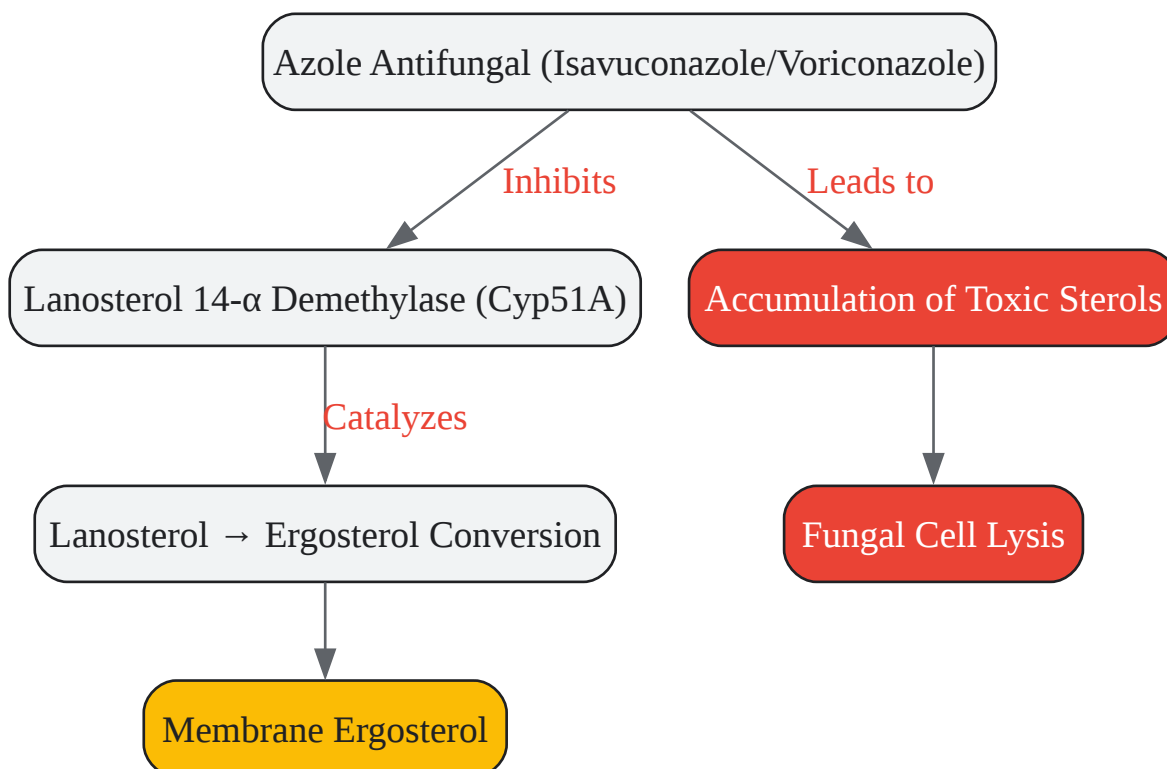 Azole Antifungal (Isavuconazole/Voriconazole)
Inhibits
Leads to
Lanosterol 14-α Demethylase (Cyp51A)
Accumulation of Toxic Sterols
Catalyzes
Lanosterol → Ergosterol Conversion
Fungal Cell Lysis
Membrane Ergosterol